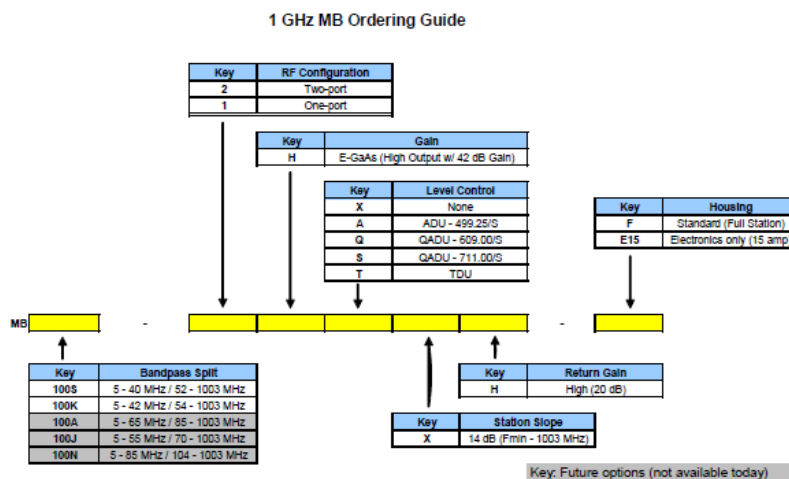 1 GHz MB Ordering Guide
Key RF Configuration
2 Two-port
1 One-port
Key Gain
H E-GaAs (High Output w/ 42 dB Gain)
Key Level Control
X None
A ADU - 499.25/S
Q QADU - 609.00/S
S QADU - 711.00/S
T TDU
Key Housing
F Standard (Full Station)
E15 Electronics only (15 amp)
MB - -
Key Bandpass Split
100S 5 - 40 MHz / 52 - 1003 MHz
100K 5 - 42 MHz / 54 - 1003 MHz
100A 5 - 65 MHz / 85 - 1003 MHz
100J 5 - 55 MHz / 70 - 1003 MHz
100N 5 - 85 MHz / 104 - 1003 MHz
Key Return Gain
H High (20 dB)
Key Station Slope
X 14 dB (Fmin - 1003 MHz)
Key: Future options (not available today)